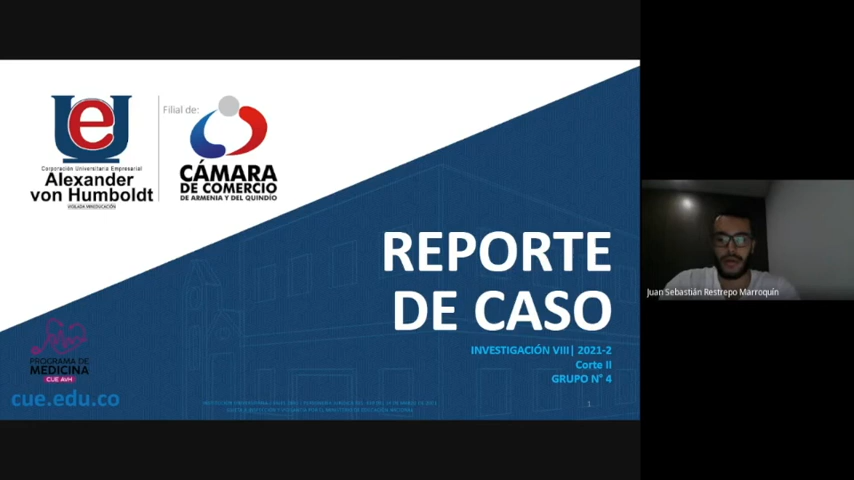 Filial de:
Corporación Universitaria Empresarial
Alexander
von Humboldt
VIGILADA MINEDUCACIÓN
CÁMARA
DE COMERCIO
DE ARMENIA Y DEL QUINDÍO
REPORTE
DE CASO
INVESTIGACIÓN VIII| 2021-2
Corte II
GRUPO N° 4
PROGRAMA DE
MEDICINA
CUE AVH
cue.edu.co
1
Juan Sebastián Restrepo Marroquín